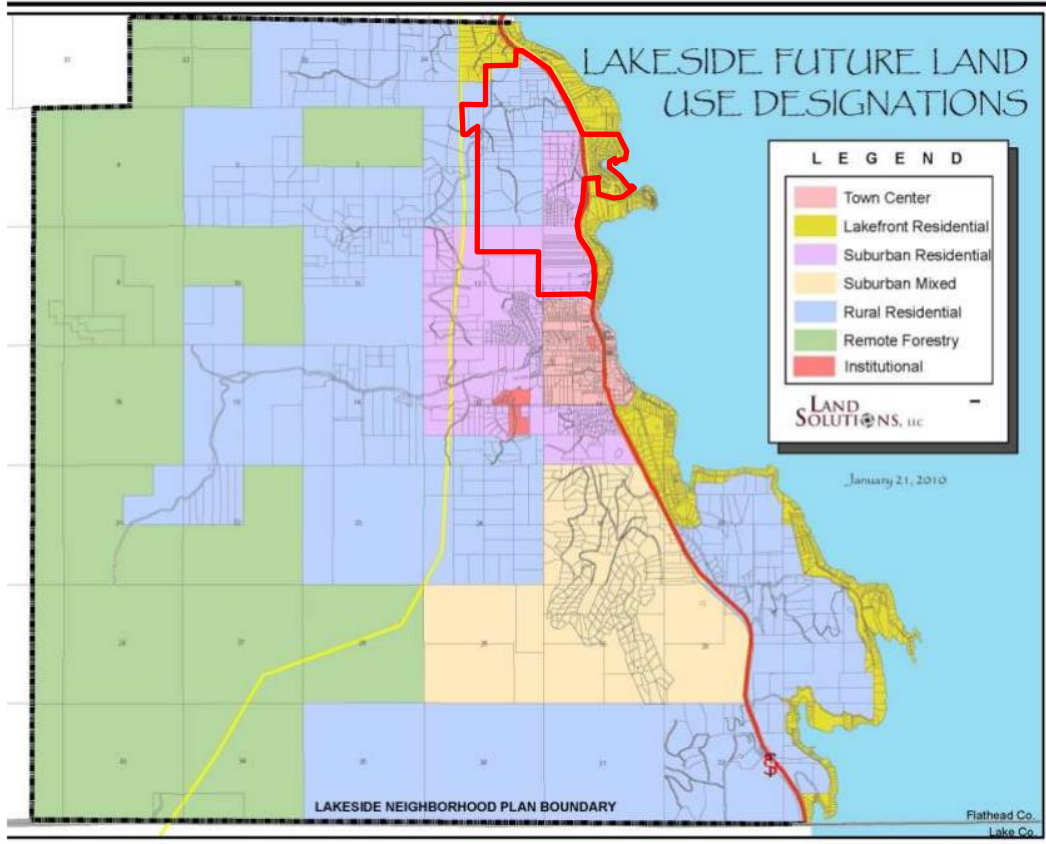 LAKESIDE FUTURE LAND
USE DESIGNATIONS
LEGEND
Town Center
Lakefront Residential
Suburban Residential
Suburban Mixed
Rural Residential
Remote Forestry
Institutional
LAND
SOLUTIONS, LLC
January 21, 2010
LAKESIDE NEIGHBORHOOD PLAN BOUNDARY
Flathead Co.
Lake Co.